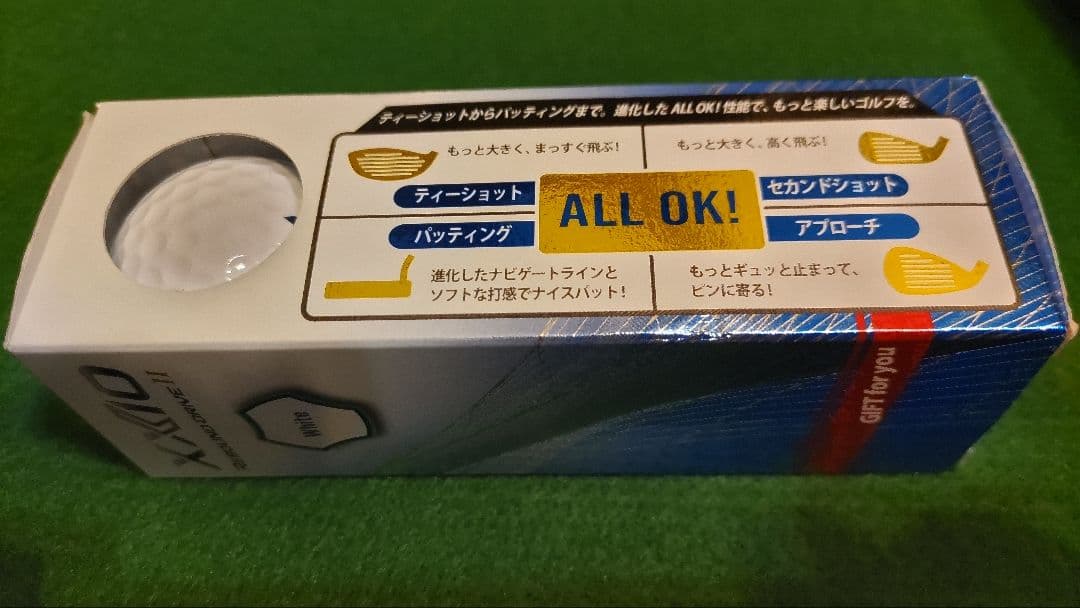 ティーショットからパッティングまで。進化したALL OK!性能で、もっと楽しいゴルフを。
もっと大きく、まっすぐ飛ぶ!
もっと大きく、高く飛ぶ!
ティーショット
ALL OK!
セカンドショット
パッティング
アプローチ
進化したナビゲートラインと
ソフトな打感でナイスパット!
もっとギュッと止まって、
ピンに寄る!
GIFT for you
White
REBOUND DRIVE II
XXIO